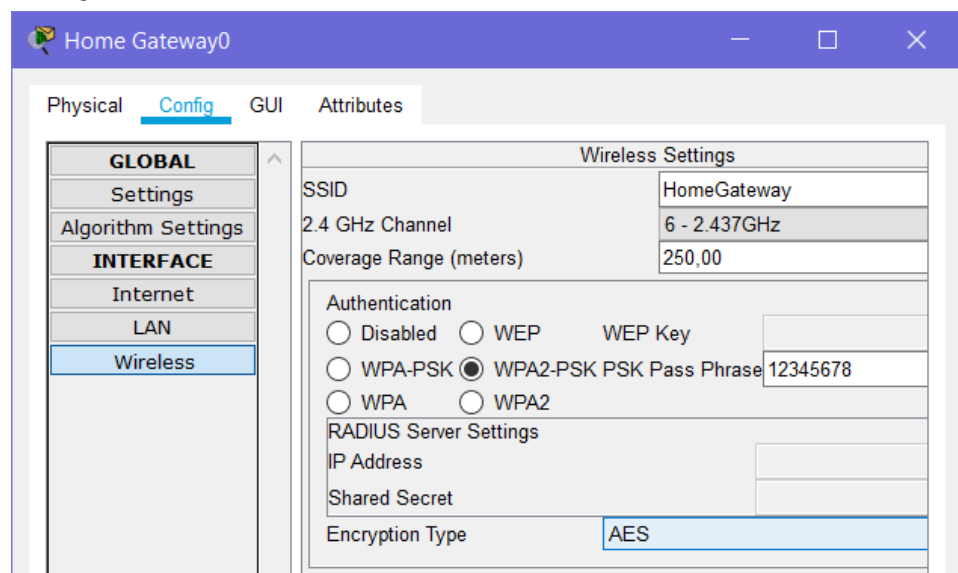 Home Gateway0
Physical Config GUI Attributes
GLOBAL
Settings
Algorithm Settings
INTERFACE
Internet
LAN
Wireless
Wireless Settings
SSID HomeGateway
2.4 GHz Channel 6 - 2.437GHz
Coverage Range (meters) 250,00
Authentication
Disabled WEP WEP Key
WPA-PSK WPA2-PSK PSK Pass Phrase 12345678
WPA WPA2
RADIUS Server Settings
IP Address
Shared Secret
Encryption Type AES